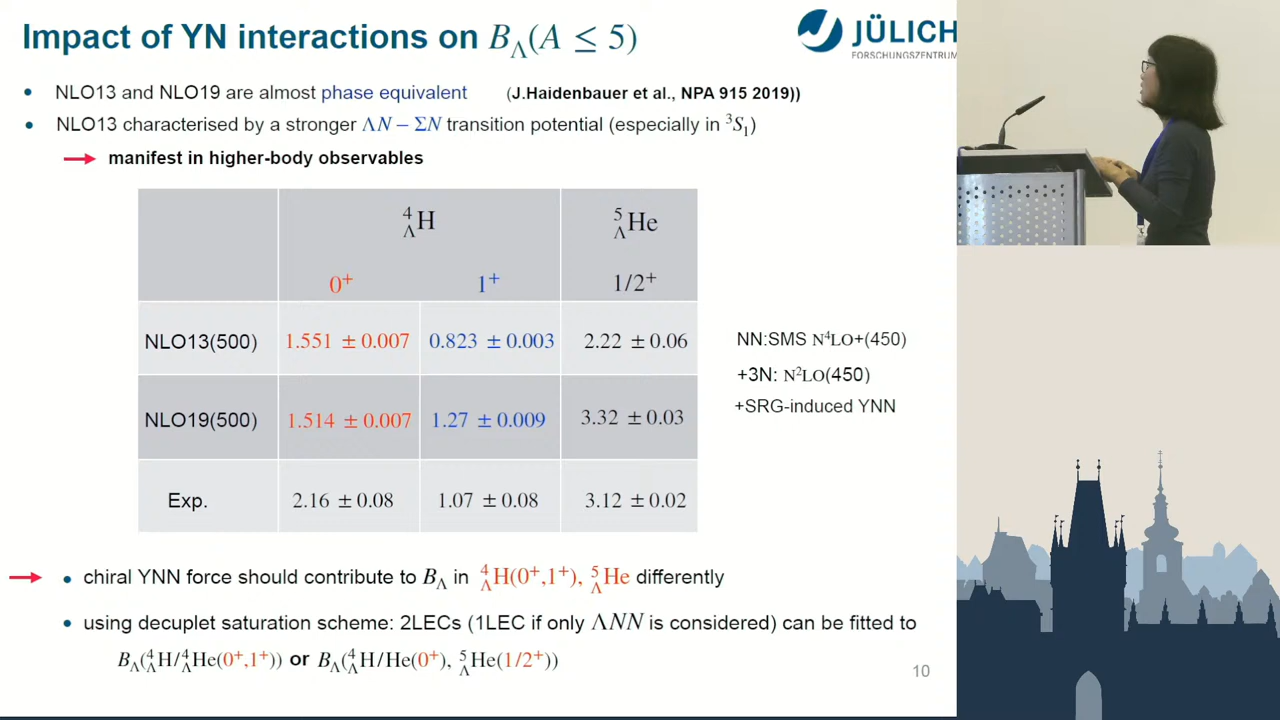 Impact of YN interactions on B_Λ(A ≤ 5)
JÜLICH
FORSCHUNGSZENTRUM
• NLO13 and NLO19 are almost phase equivalent (J.Haidenbauer et al., NPA 915 2019))
• NLO13 characterised by a stronger ΛN − ΣN transition potential (especially in ³S₁)
manifest in higher-body observables
⁴_ΛH ⁵_ΛHe
0⁺ 1⁺ 1/2⁺
NLO13(500) 1.551 ± 0.007 0.823 ± 0.003 2.22 ± 0.06
NLO19(500) 1.514 ± 0.007 1.27 ± 0.009 3.32 ± 0.03
Exp. 2.16 ± 0.08 1.07 ± 0.08 3.12 ± 0.02
NN:SMS N⁴LO+(450)
+3N: N²LO(450)
+SRG-induced YNN
• chiral YNN force should contribute to B_Λ in ⁴_ΛH(0⁺,1⁺), ⁵_ΛHe differently
• using decuplet saturation scheme: 2LECs (1LEC if only ΛNN is considered) can be fitted to
B_Λ(⁴_ΛH/⁴_ΛHe(0⁺,1⁺)) or B_Λ(⁴_ΛH/He(0⁺), ⁵_ΛHe(1/2⁺))
10